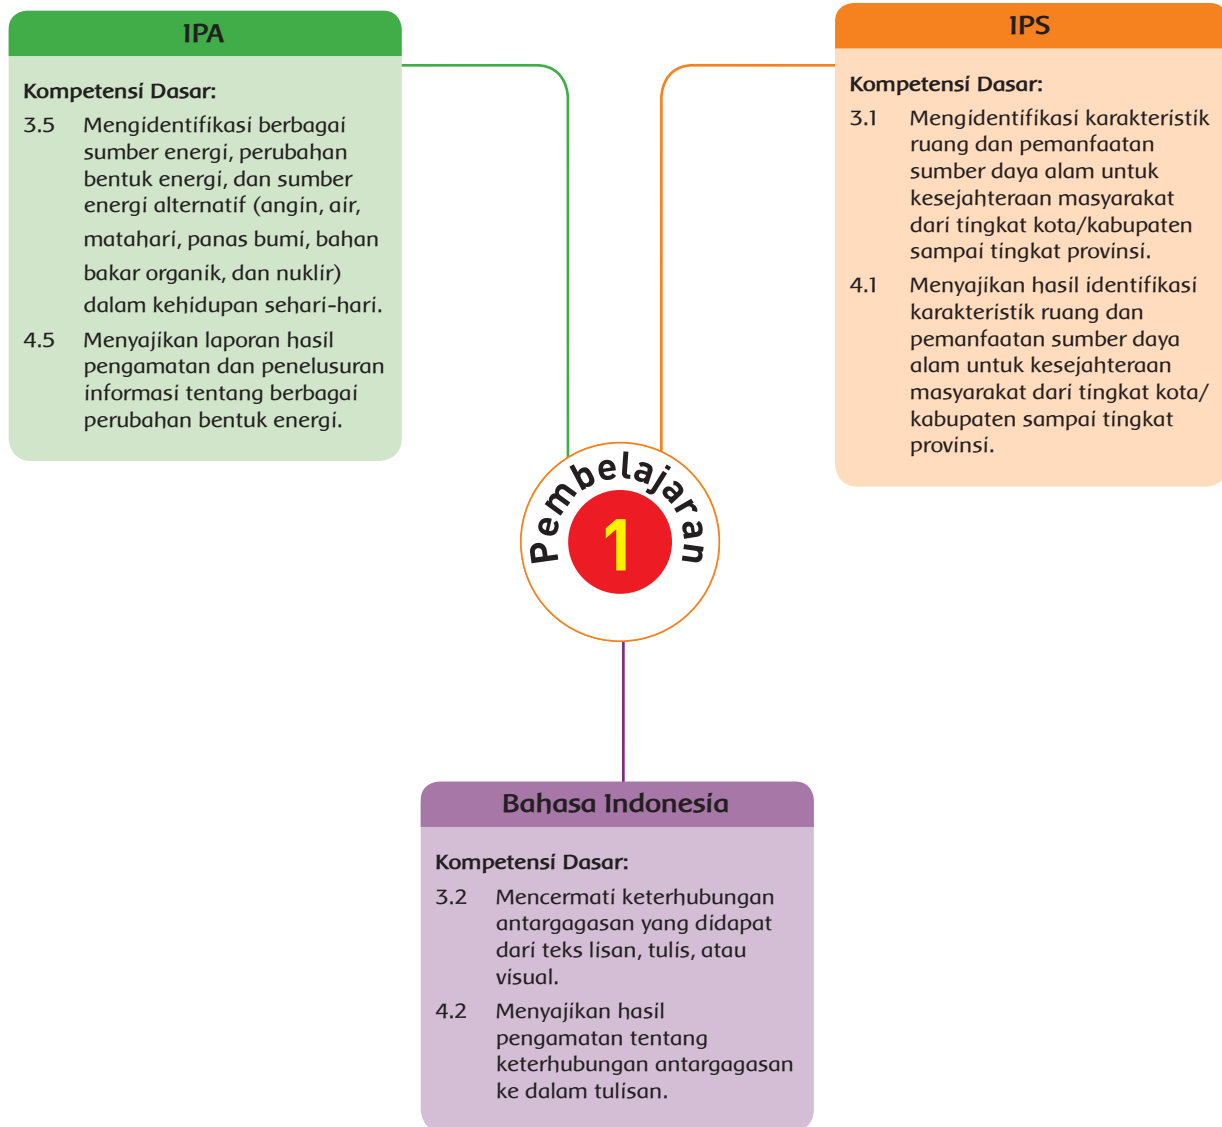 IPA
Kompetensi Dasar:
3.5 Mengidentifikasi berbagai
sumber energi, perubahan
bentuk energi, dan sumber
energi alternatif (angin, air,
matahari, panas bumi, bahan
bakar organik, dan nuklir)
dalam kehidupan sehari-hari.
4.5 Menyajikan laporan hasil
pengamatan dan penelusuran
informasi tentang berbagai
perubahan bentuk energi.
IPS
Kompetensi Dasar:
3.1 Mengidentifikasi karakteristik
ruang dan pemanfaatan
sumber daya alam untuk
kesejahteraan masyarakat
dari tingkat kota/kabupaten
sampai tingkat provinsi.
4.1 Menyajikan hasil identifikasi
karakteristik ruang dan
pemanfaatan sumber daya
alam untuk kesejahteraan
masyarakat dari tingkat kota/
kabupaten sampai tingkat
provinsi.
Pembelajaran
1
Bahasa Indonesia
Kompetensi Dasar:
3.2 Mencermati keterhubungan
antargagasan yang didapat
dari teks lisan, tulis, atau
visual.
4.2 Menyajikan hasil
pengamatan tentang
keterhubungan antargagasan
ke dalam tulisan.